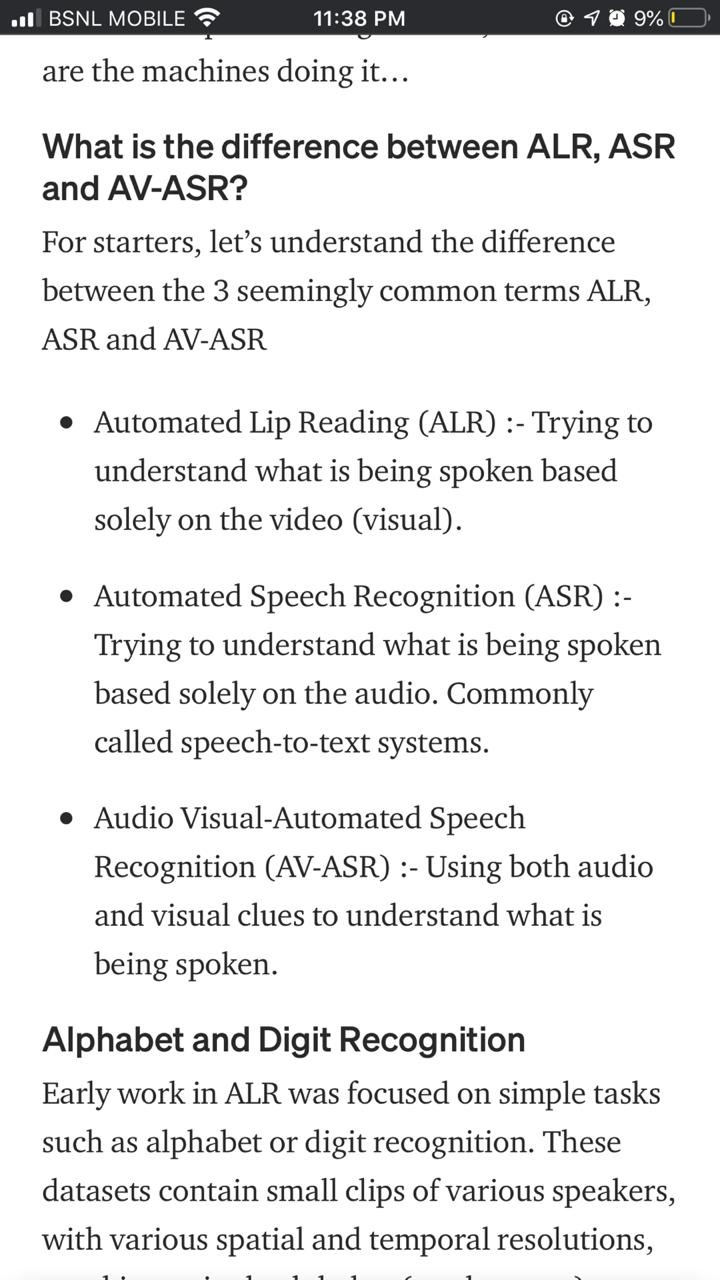 BSNL MOBILE 11:38 PM 9%
are the machines doing it…
What is the difference between ALR, ASR
and AV-ASR?
For starters, let’s understand the difference
between the 3 seemingly common terms ALR,
ASR and AV-ASR
• Automated Lip Reading (ALR) :- Trying to
understand what is being spoken based
solely on the video (visual).
• Automated Speech Recognition (ASR) :-
Trying to understand what is being spoken
based solely on the audio. Commonly
called speech-to-text systems.
• Audio Visual-Automated Speech
Recognition (AV-ASR) :- Using both audio
and visual clues to understand what is
being spoken.
Alphabet and Digit Recognition
Early work in ALR was focused on simple tasks
such as alphabet or digit recognition. These
datasets contain small clips of various speakers,
with various spatial and temporal resolutions,